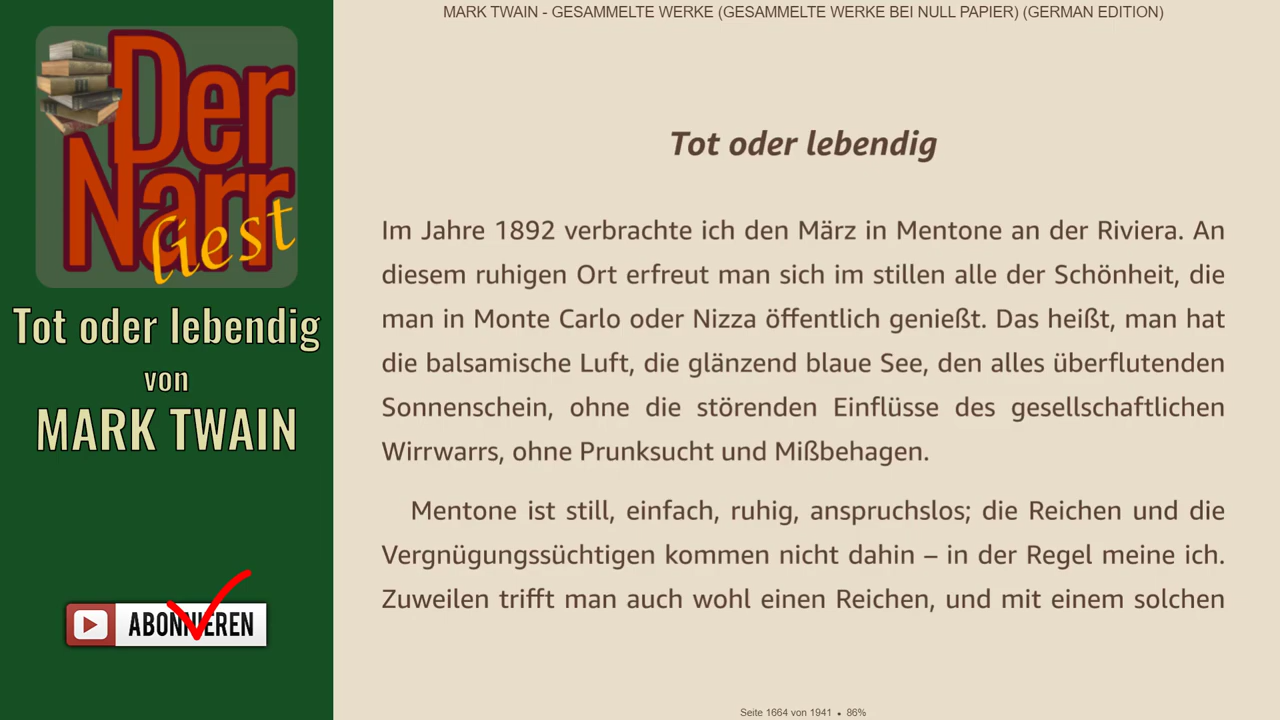 MARK TWAIN - GESAMMELTE WERKE (GESAMMELTE WERKE BEI NULL PAPIER) (GERMAN EDITION)
Der
Narr
liest
Tot oder lebendig
von
MARK TWAIN
ABONNIEREN
Tot oder lebendig
Im Jahre 1892 verbrachte ich den März in Mentone an der Riviera. An
diesem ruhigen Ort erfreut man sich im stillen alle der Schönheit, die
man in Monte Carlo oder Nizza öffentlich genießt. Das heißt, man hat
die balsamische Luft, die glänzend blaue See, den alles überflutenden
Sonnenschein, ohne die störenden Einflüsse des gesellschaftlichen
Wirrwarrs, ohne Prunksucht und Mißbehagen.
Mentone ist still, einfach, ruhig, anspruchslos; die Reichen und die
Vergnügungssüchtigen kommen nicht dahin – in der Regel meine ich.
Zuweilen trifft man auch wohl einen Reichen, und mit einem solchen
Seite 1664 von 1941 • 86%